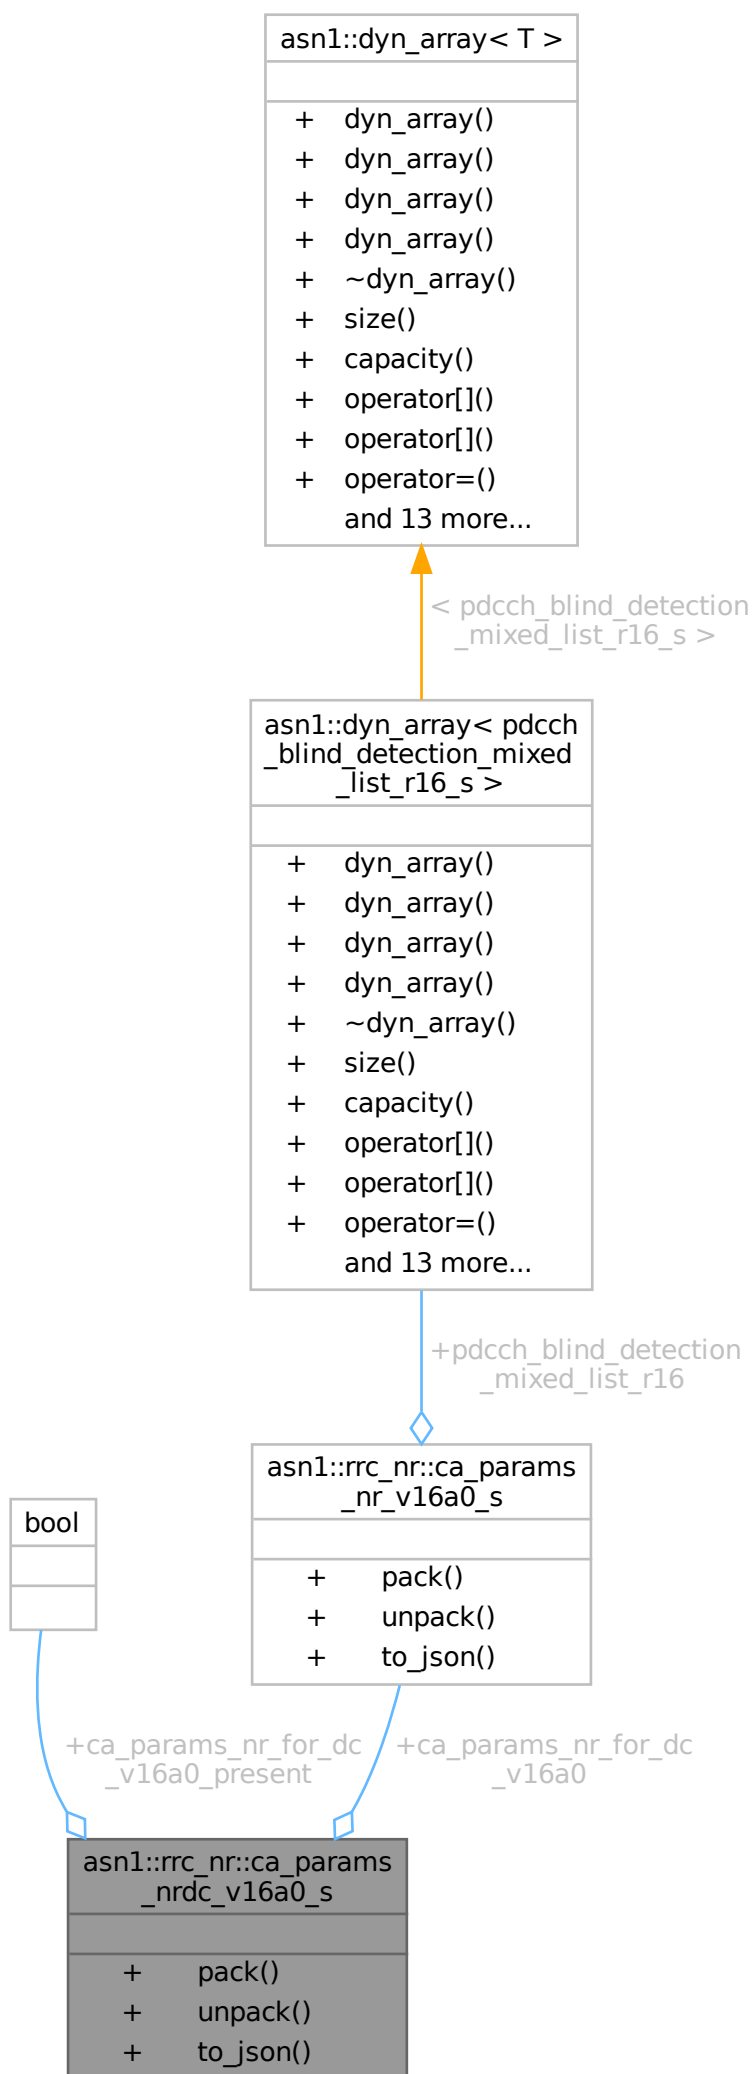 asn1::dyn_array< T >
+ dyn_array()
+ dyn_array()
+ dyn_array()
+ dyn_array()
+ ~dyn_array()
+ size()
+ capacity()
+ operator[]()
+ operator[]()
+ operator=()
and 13 more...
< pdcch_blind_detection
_mixed_list_r16_s >
asn1::dyn_array< pdcch
_blind_detection_mixed
_list_r16_s >
+ dyn_array()
+ dyn_array()
+ dyn_array()
+ dyn_array()
+ ~dyn_array()
+ size()
+ capacity()
+ operator[]()
+ operator[]()
+ operator=()
and 13 more...
+pdcch_blind_detection
_mixed_list_r16
asn1::rrc_nr::ca_params
_nr_v16a0_s
+ pack()
+ unpack()
+ to_json()
bool
+ca_params_nr_for_dc
_v16a0_present
+ca_params_nr_for_dc
_v16a0
asn1::rrc_nr::ca_params
_nrdc_v16a0_s
+ pack()
+ unpack()
+ to_json()